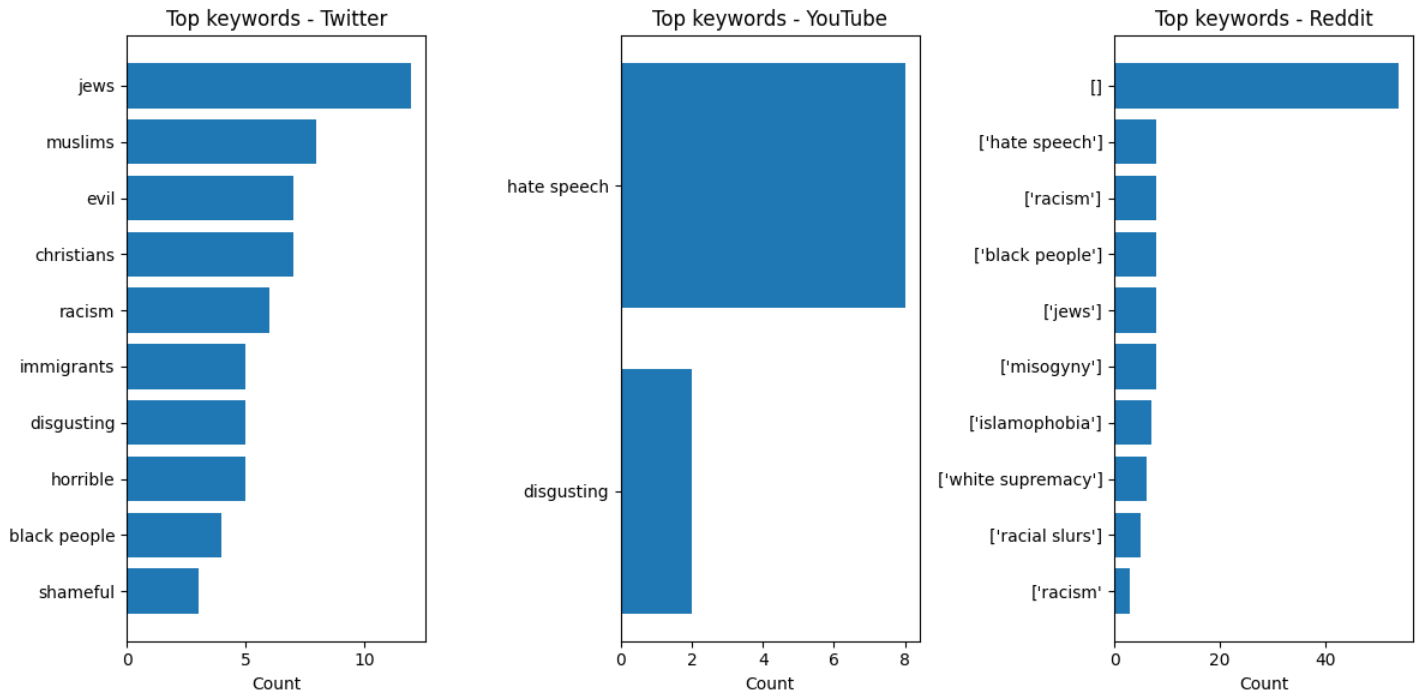 Top keywords - Twitter
jews
muslims
evil
christians
racism
immigrants
disgusting
horrible
black people
shameful
0 5 10
Count
Top keywords - YouTube
hate speech
disgusting
0 2 4 6 8
Count
Top keywords - Reddit
[]
['hate speech']
['racism']
['black people']
['jews']
['misogyny']
['islamophobia']
['white supremacy']
['racial slurs']
['racism'
0 20 40
Count